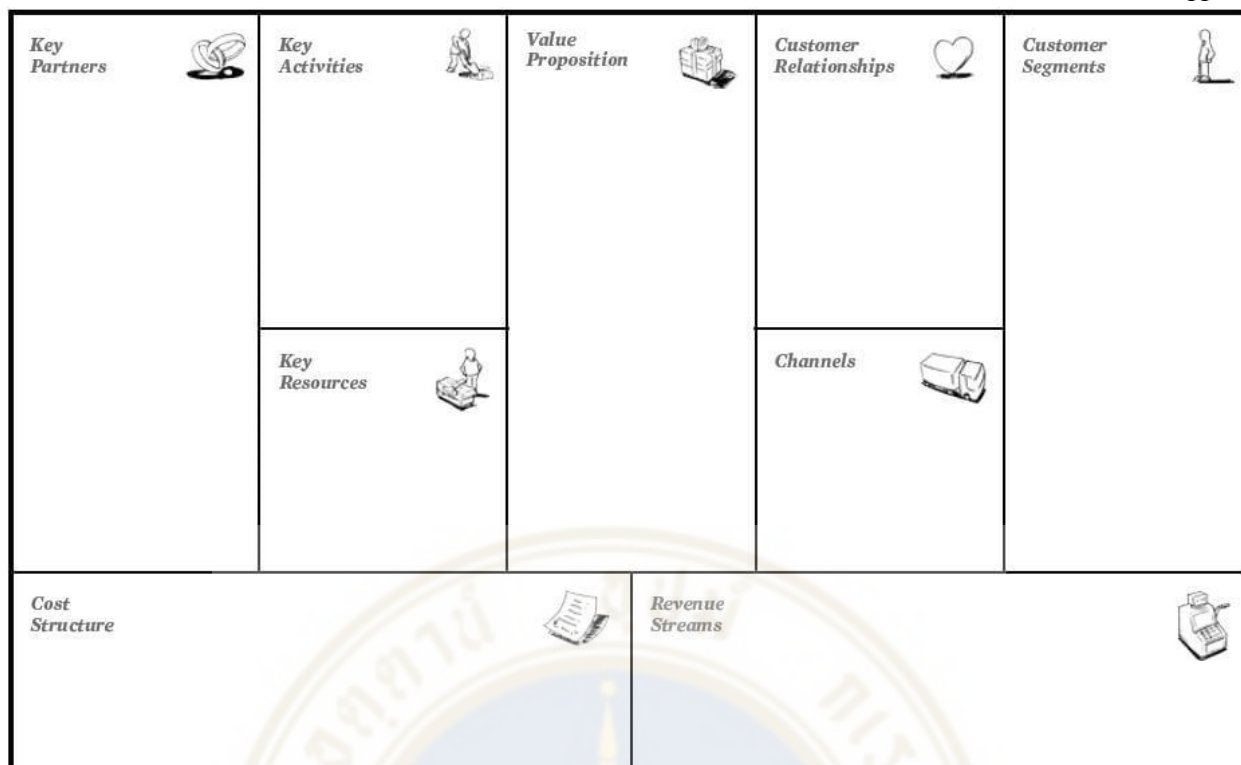 Key
Partners
Key
Activities
Value
Proposition
Customer
Relationships
Customer
Segments
Key
Resources
Channels
Cost
Structure
Revenue
Streams